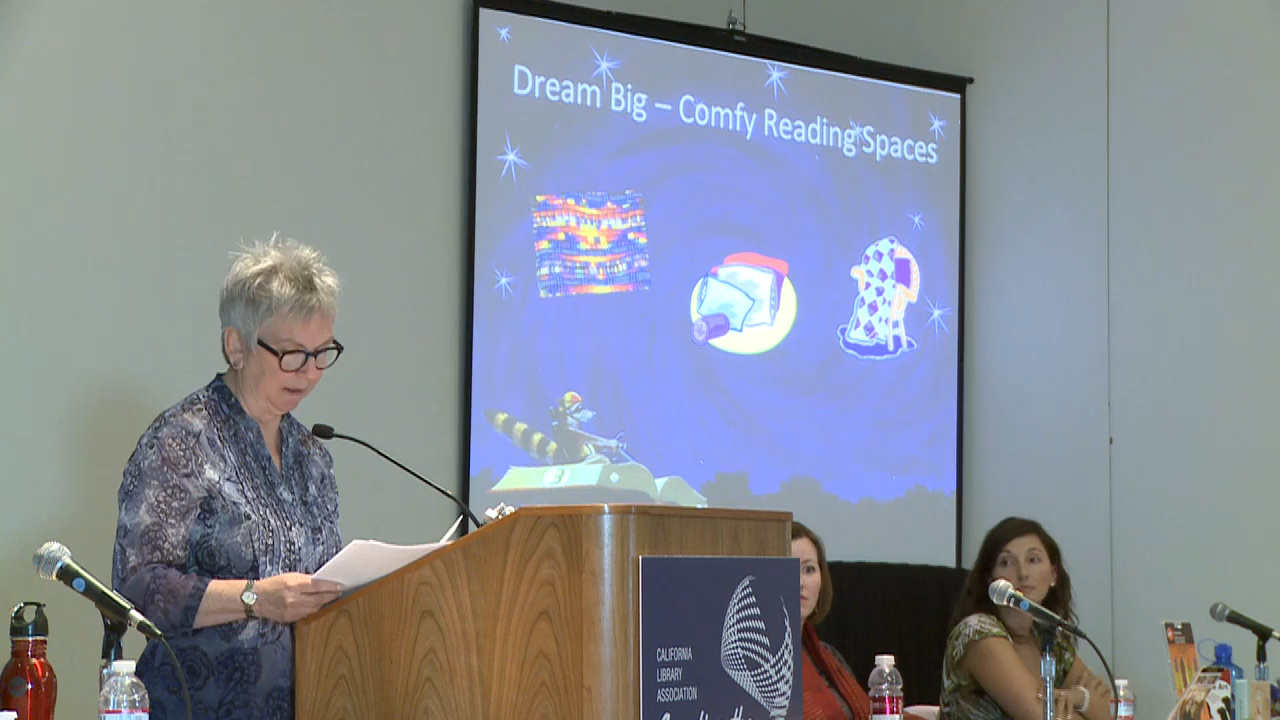 Dream Big – Comfy Reading Spaces
CALIFORNIA
LIBRARY
ASSOCIATION